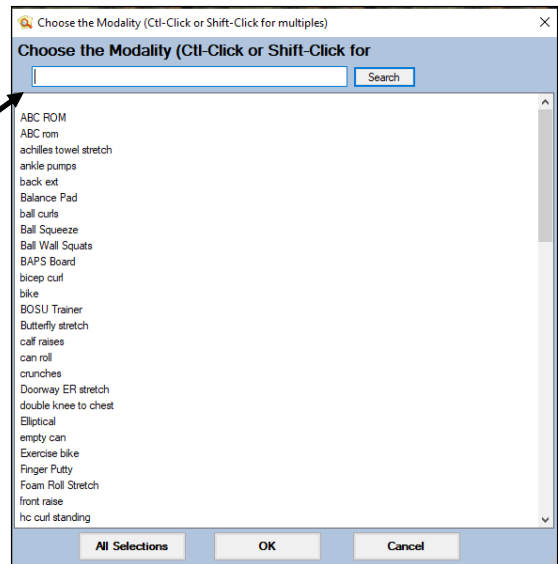 Choose the Modality (Ctl-Click or Shift-Click for multiples)
Choose the Modality (Ctl-Click or Shift-Click for
Search
ABC ROM
ABC rom
achilles towel stretch
ankle pumps
back ext
Balance Pad
ball curls
Ball Squeeze
Ball Wall Squats
BAPS Board
bicep curl
bike
BOSU Trainer
Butterfly stretch
calf raises
can roll
crunches
Doorway ER stretch
double knee to chest
Elliptical
empty can
Exercise bike
Finger Putty
Foam Roll Stretch
front raise
hc curl standing
All Selections OK Cancel